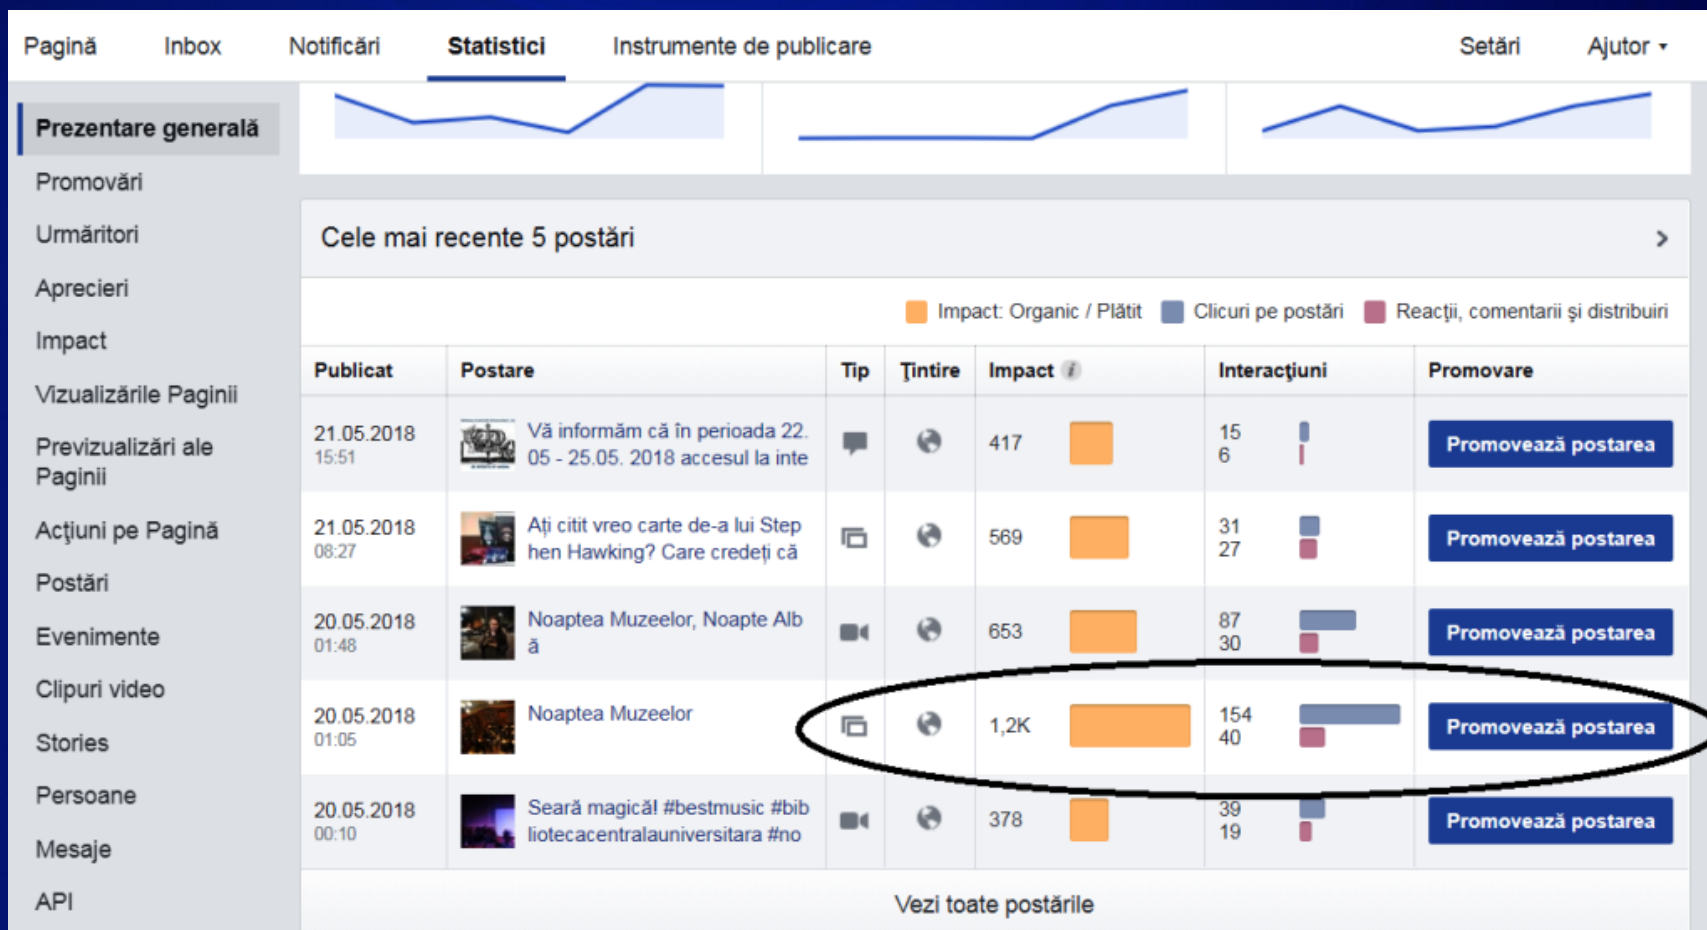 Pagină Inbox Notificări Statistici Instrumente de publicare Setări Ajutor
Prezentare generală
Promovări
Urmăritori
Aprecieri
Impact
Vizualizările Paginii
Previzualizări ale
Paginii
Acţiuni pe Pagină
Postări
Evenimente
Clipuri video
Stories
Persoane
Mesaje
API
Cele mai recente 5 postări
Impact: Organic / Plătit Clicuri pe postări Reacţii, comentarii şi distribuiri
Publicat Postare Tip Ţintire Impact i Interacţiuni Promovare
21.05.2018 Vă informăm că în perioada 22. 417 15 Promovează postarea
15:51 05 - 25.05. 2018 accesul la inte 6
21.05.2018 Ați citit vreo carte de-a lui Step 569 31 Promovează postarea
08:27 hen Hawking? Care credeți că 27
20.05.2018 Noaptea Muzeelor, Noapte Alb 653 87 Promovează postarea
01:48 ă 30
20.05.2018 Noaptea Muzeelor 1,2K 154 Promovează postarea
01:05 40
20.05.2018 Seară magică! #bestmusic #bib 378 39 Promovează postarea
00:10 liotecacentralauniversitara #no 19
Vezi toate postările